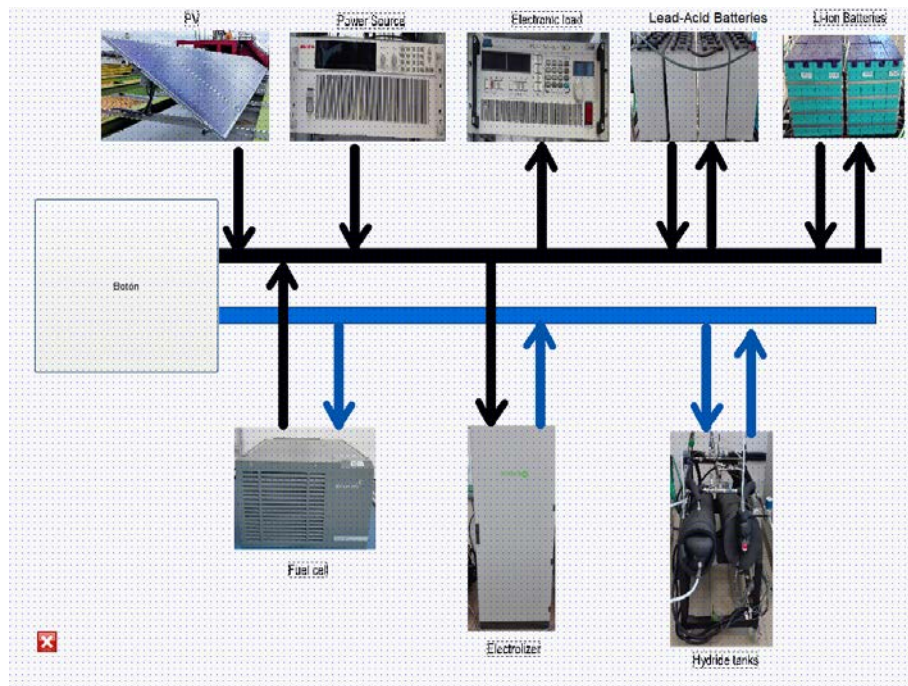 PV
Power Source
Electronic load
Lead-Acid Batteries
Li-ion Batteries
Botón
Fuel cell
Electrolizer
Hydride tanks